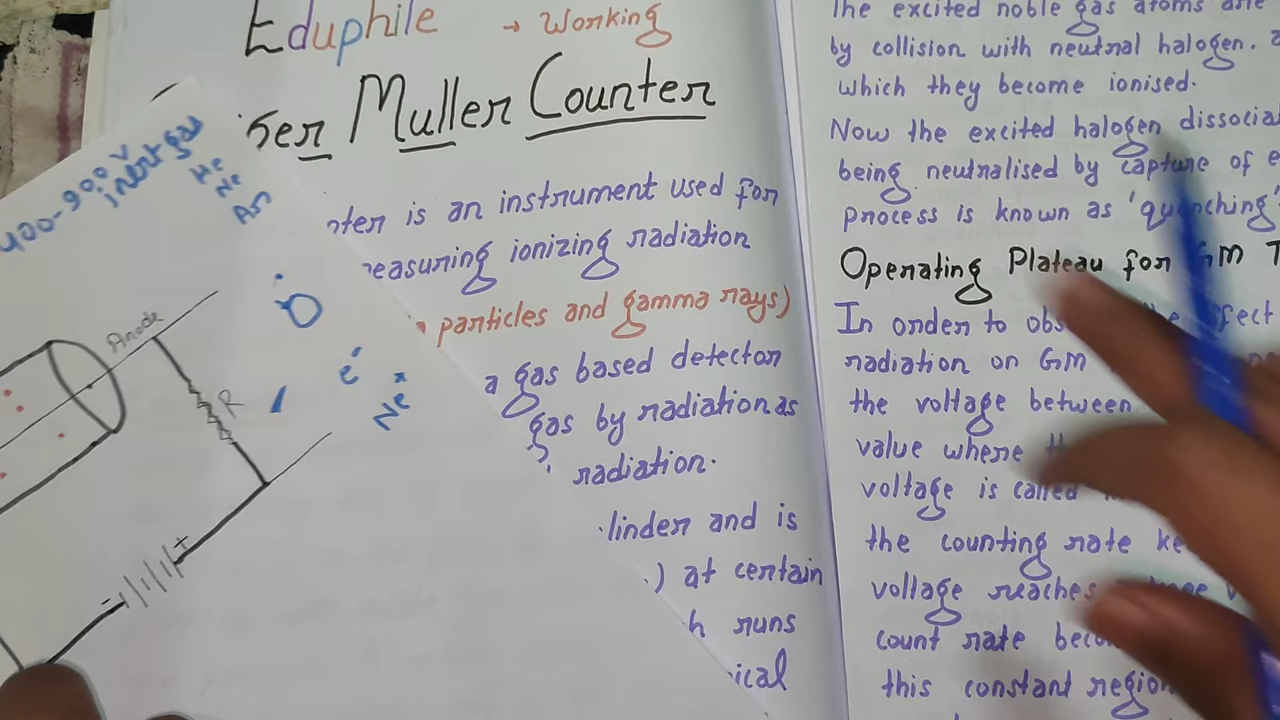 Eduphile → Working
Muller Counter
is an instrument used for
measuring ionizing radiation
particles and gamma rays)
a gas based detector
gas by radiation as
radiation.
linder and is
) at certain
runs
ical
400-900 V
inert gas
He
Ne
Ar
Anode
R
+
-
e-
Ne+
The excited noble gas atoms are
by collision with neutral halogen.
which they become ionised.
Now the excited halogen dissocia
being neutralised by capture of e
process is known as 'quenching'
Operating Plateau for GM T
In order to obs effect
radiation on GM
the voltage between
value where th
voltage is called
the counting rate ke
voltage reaches
count rate beco
this constant region